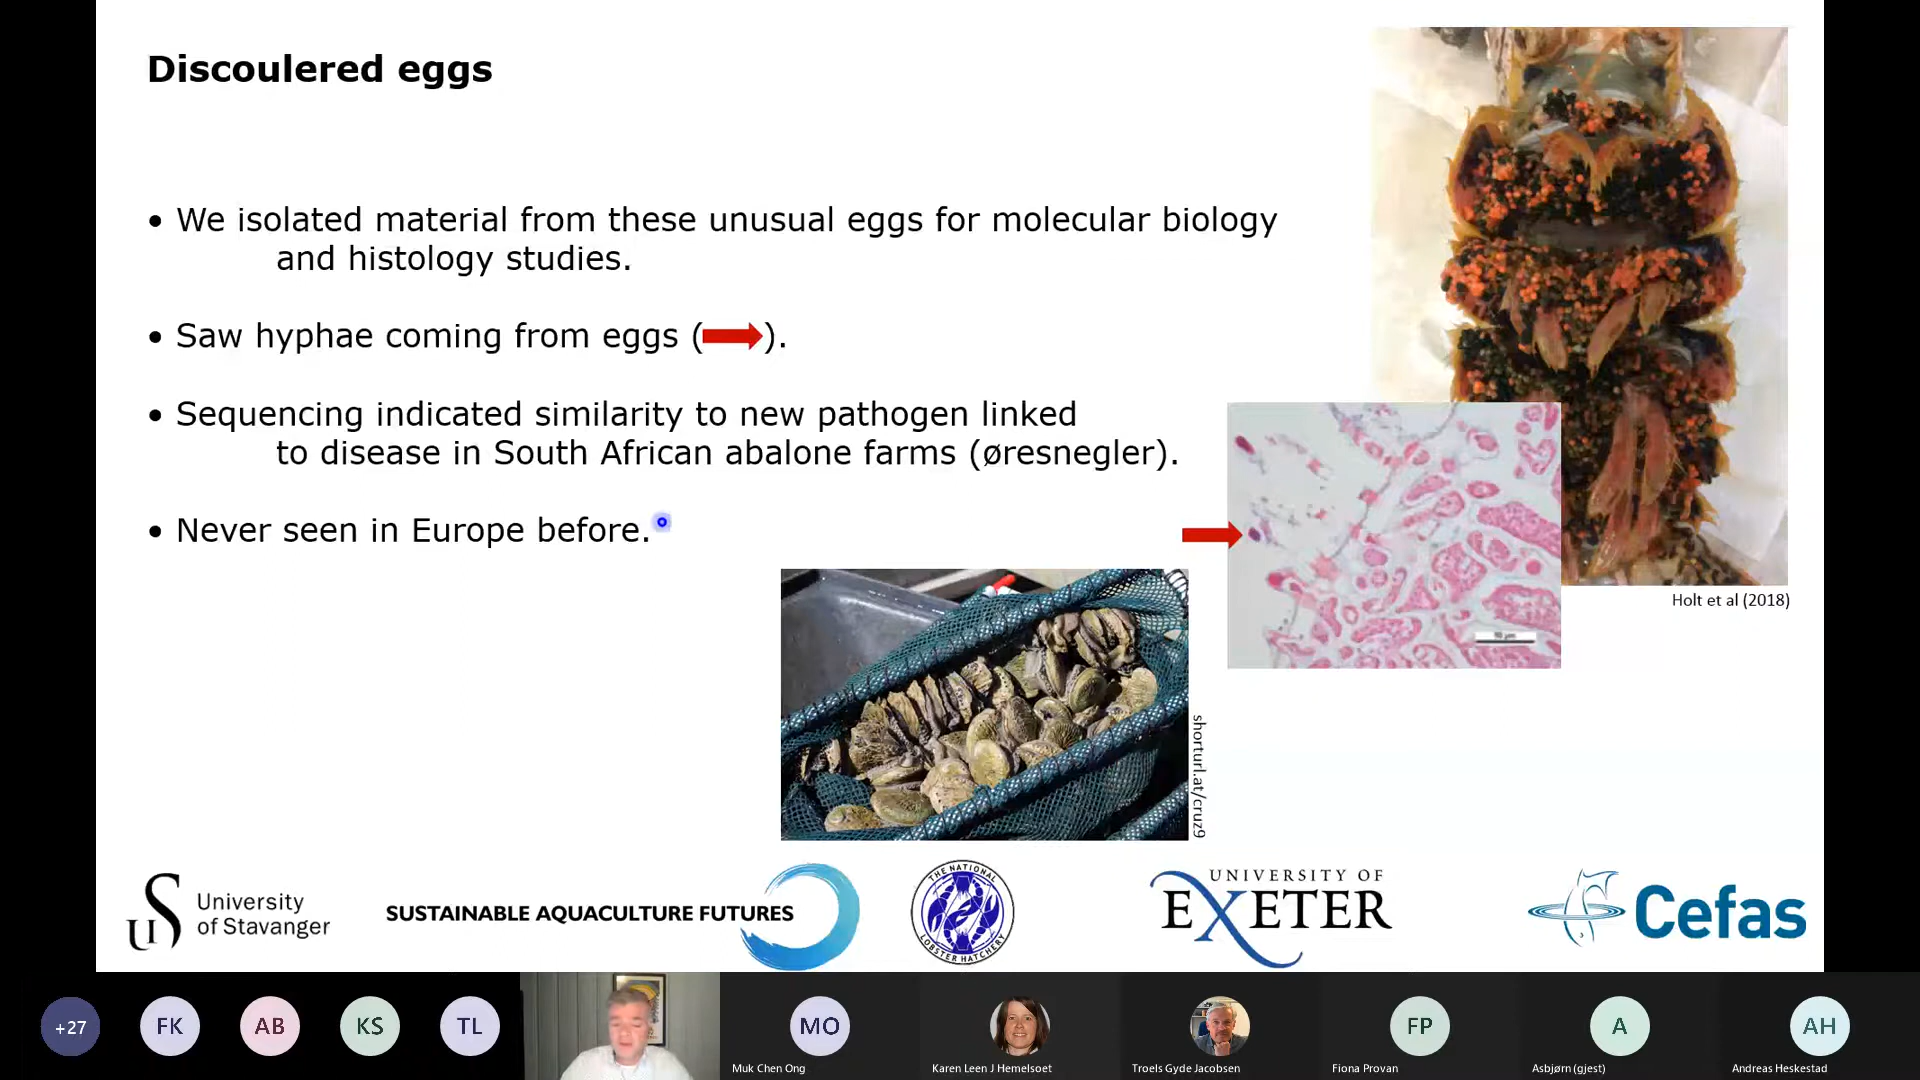 Discoulered eggs
• We isolated material from these unusual eggs for molecular biology
and histology studies.
• Saw hyphae coming from eggs ( ).
• Sequencing indicated similarity to new pathogen linked
to disease in South African abalone farms (øresnegler).
• Never seen in Europe before.
Holt et al (2018)
shorturl.at/cruz9
University
of Stavanger
SUSTAINABLE AQUACULTURE FUTURES
THE NATIONAL
LOBSTER HATCHERY
UNIVERSITY OF
EXETER
Cefas
+27
FK
AB
KS
TL
MO
FP
A
AH
Muk Chen Ong
Karen Leen J Hemelsoet
Troels Gyde Jacobsen
Fiona Provan
Asbjørn (gjest)
Andreas Heskestad